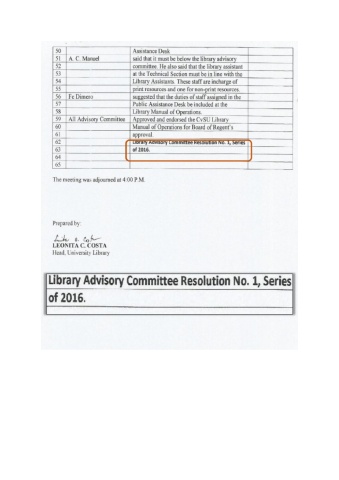 50 Assistance Desk
51 A. C. Manuel said that it must be below the library advisory
52 committee. He also said that the library assistant
53 at the Technical Section must be in line with the
54 Library Assistants. These staff are incharge of
55 print resources and one for non-print resources.
56 Fe Dimero suggested that the duties of staff assigned in the
57 Public Assistance Desk be included at the
58 Library Manual of Operations.
59 All Advisory Committee Approved and endorsed the CvSU Library
60 Manual of Operations for Board of Regent's
61 approval.
62 Library Advisory Committee Resolution No. 1, Series
63 of 2016.
64
65
The meeting was adjourned at 4:00 P.M.
Prepared by:
LEONITA C. COSTA
Head, University Library
Library Advisory Committee Resolution No. 1, Series
of 2016.